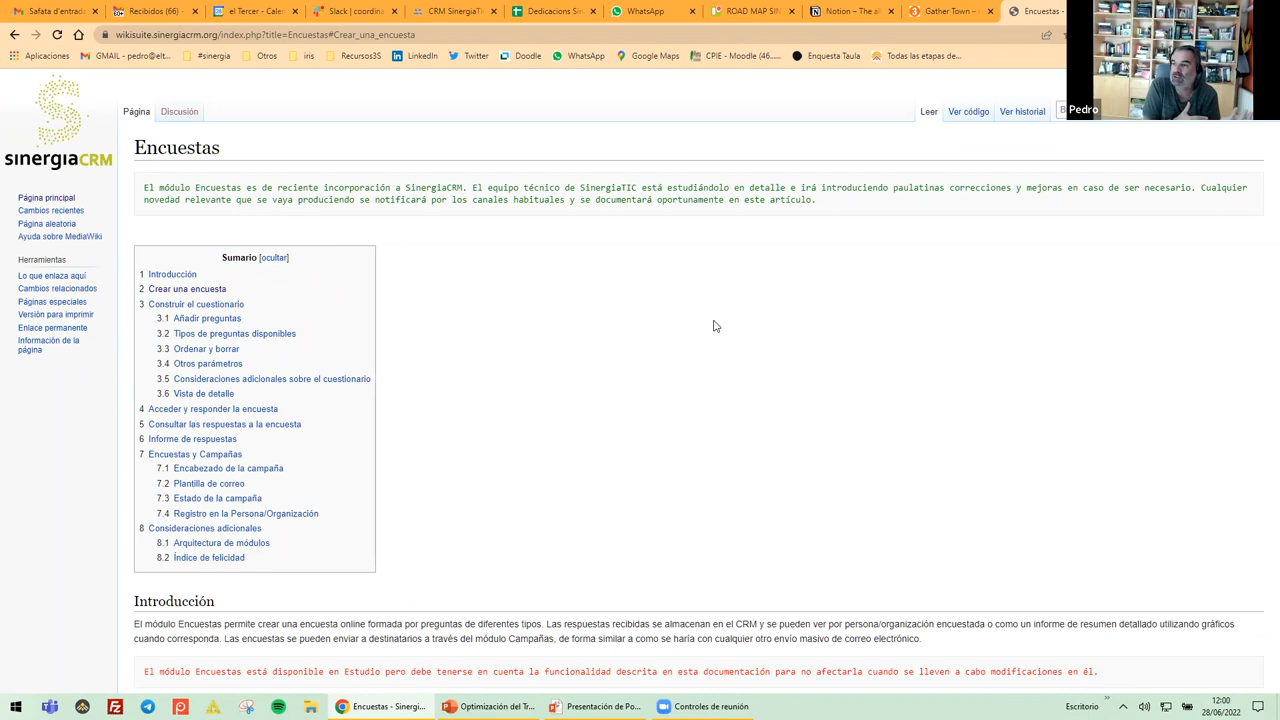 Safata d'entrada
Recibidos (66) -
el Tercer - Calen
Slack | coordina
CRM SinergiaTI
Dedicacions Sin
WhatsApp
ROAD MAP SIN
Notion – The all
Gather Town -
Encuestas -
wikisuite.sinergiacrm.org/index.php?title=Encuestas#Crear_una_encuesta
Aplicaciones
GMAIL - pedro@elt...
#sinergia
Otros
iris
Recursos3S
LinkedIn
Twitter
Doodle
WhatsApp
Google Maps
CPIE - Moodle (46....
Enquesta Taula
Todas las etapas de...
Pedro
sinergiaCRM
Página
Discusión
Leer
Ver código
Ver historial
Página principal
Cambios recientes
Página aleatoria
Ayuda sobre MediaWiki
Herramientas
Lo que enlaza aquí
Cambios relacionados
Páginas especiales
Versión para imprimir
Enlace permanente
Información de la
página
Encuestas
El módulo Encuestas es de reciente incorporación a SinergiaCRM. El equipo técnico de SinergiaTIC está estudiándolo en detalle e irá introduciendo paulatinas correcciones y mejoras en caso de ser necesario. Cualquier
novedad relevante que se vaya produciendo se notificará por los canales habituales y se documentará oportunamente en este artículo.
Sumario [ocultar]
1 Introducción
2 Crear una encuesta
3 Construir el cuestionario
3.1 Añadir preguntas
3.2 Tipos de preguntas disponibles
3.3 Ordenar y borrar
3.4 Otros parámetros
3.5 Consideraciones adicionales sobre el cuestionario
3.6 Vista de detalle
4 Acceder y responder la encuesta
5 Consultar las respuestas a la encuesta
6 Informe de respuestas
7 Encuestas y Campañas
7.1 Encabezado de la campaña
7.2 Plantilla de correo
7.3 Estado de la campaña
7.4 Registro en la Persona/Organización
8 Consideraciones adicionales
8.1 Arquitectura de módulos
8.2 Índice de felicidad
Introducción
El módulo Encuestas permite crear una encuesta online formada por preguntas de diferentes tipos. Las respuestas recibidas se almacenan en el CRM y se pueden ver por persona/organización encuestada o como un informe de resumen detallado utilizando gráficos
cuando corresponda. Las encuestas se pueden enviar a destinatarios a través del módulo Campañas, de forma similar a como se haría con cualquier otro envío masivo de correo electrónico.
El módulo Encuestas está disponible en Estudio pero debe tenerse en cuenta la funcionalidad descrita en esta documentación para no afectarla cuando se lleven a cabo modificaciones en él.
Encuestas - Sinergi...
Optimización del Tr...
Presentación de Po...
Controles de reunión
Escritorio
12:00
28/06/2022